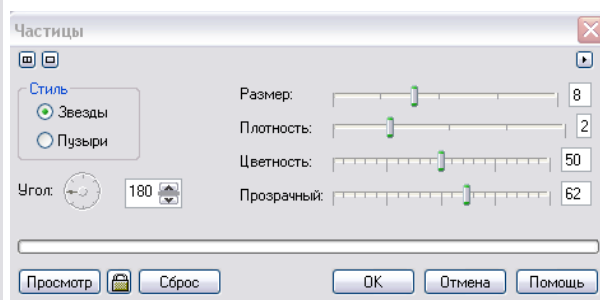 Частицы
Стиль
Звезды
Пузыри
Угол: 180
Размер: 8
Плотность: 2
Цветность: 50
Прозрачный: 62
Просмотр Сброс OK Отмена Помощь